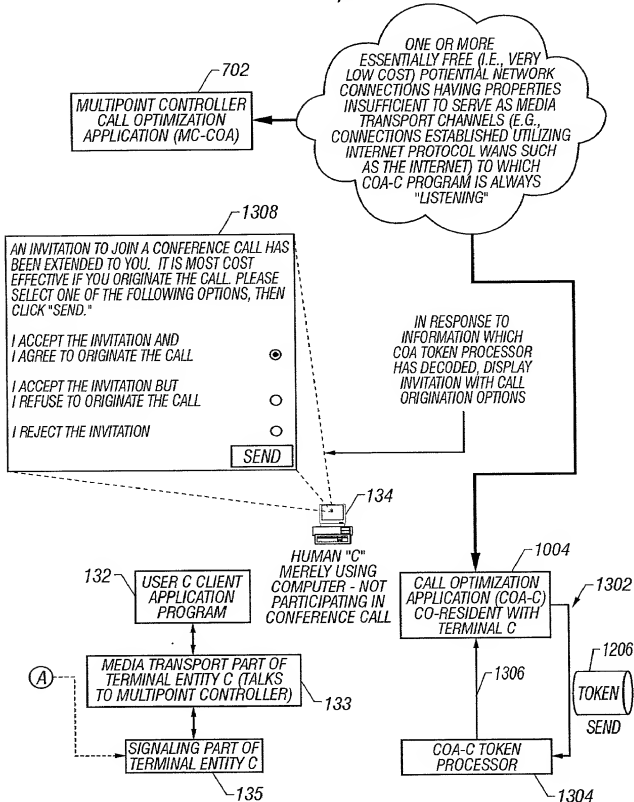 ONE OR MORE
ESSENTIALLY FREE (I.E., VERY
LOW COST) POTIENTIAL NETWORK
CONNECTIONS HAVING PROPERTIES
INSUFFICIENT TO SERVE AS MEDIA
TRANSPORT CHANNELS (E.G.,
CONNECTIONS ESTABLISHED UTILIZING
INTERNET PROTOCOL WANS SUCH
AS THE INTERNET) TO WHICH
COA-C PROGRAM IS ALWAYS
"LISTENING"
702
MULTIPOINT CONTROLLER
CALL OPTIMIZATION
APPLICATION (MC-COA)
1308
AN INVITATION TO JOIN A CONFERENCE CALL HAS
BEEN EXTENDED TO YOU. IT IS MOST COST
EFFECTIVE IF YOU ORIGINATE THE CALL. PLEASE
SELECT ONE OF THE FOLLOWING OPTIONS, THEN
CLICK "SEND."
I ACCEPT THE INVITATION AND
I AGREE TO ORIGINATE THE CALL
I ACCEPT THE INVITATION BUT
I REFUSE TO ORIGINATE THE CALL
I REJECT THE INVITATION
SEND
IN RESPONSE TO
INFORMATION WHICH
COA TOKEN PROCESSOR
HAS DECODED, DISPLAY
INVITATION WITH CALL
ORIGINATION OPTIONS
134
HUMAN "C"
MERELY USING
COMPUTER - NOT
PARTICIPATING IN
CONFERENCE CALL
132
USER C CLIENT
APPLICATION
PROGRAM
MEDIA TRANSPORT PART OF
TERMINAL ENTITY C (TALKS
TO MULTIPOINT CONTROLLER)
133
A
SIGNALING PART OF
TERMINAL ENTITY C
135
1004
CALL OPTIMIZATION
APPLICATION (COA-C)
CO-RESIDENT WITH
TERMINAL C
1302
1206
TOKEN
SEND
1306
COA-C TOKEN
PROCESSOR
1304